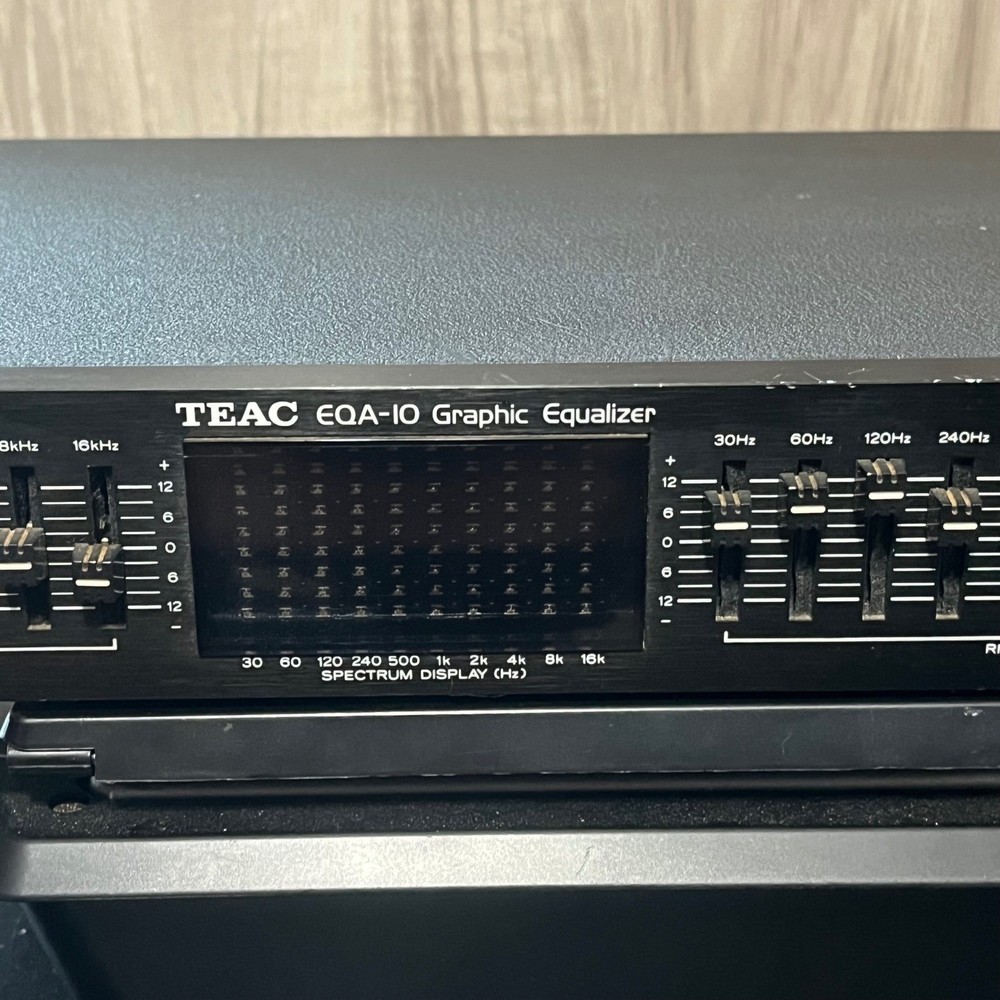 TEAC EQA-10 Graphic Equalizer
8kHz 16kHz
30Hz 60Hz 120Hz 240Hz
+ +
12 12
6 6
0 0
6 6
12 12
- -
30 60 120 240 500 1k 2k 4k 8k 16k
SPECTRUM DISPLAY (Hz)